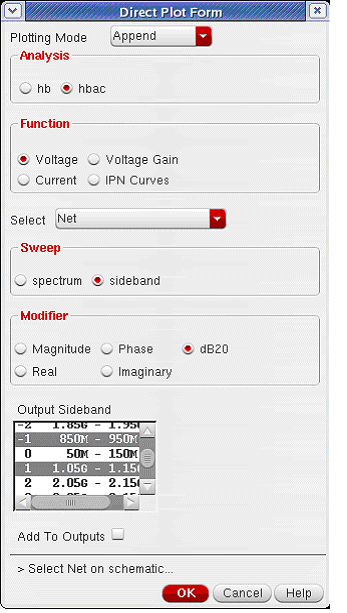 Direct Plot Form
Plotting Mode Append
Analysis
hb hbac
Function
Voltage Voltage Gain
Current IPN Curves
Select Net
Sweep
spectrum sideband
Modifier
Magnitude Phase dB20
Real Imaginary
Output Sideband
-2 1.85G - 1.95
-1 850M - 950M
0 50M - 150M
1 1.05G - 1.15
2 2.05G - 2.15
Add To Outputs
> Select Net on schematic...
OK Cancel Help